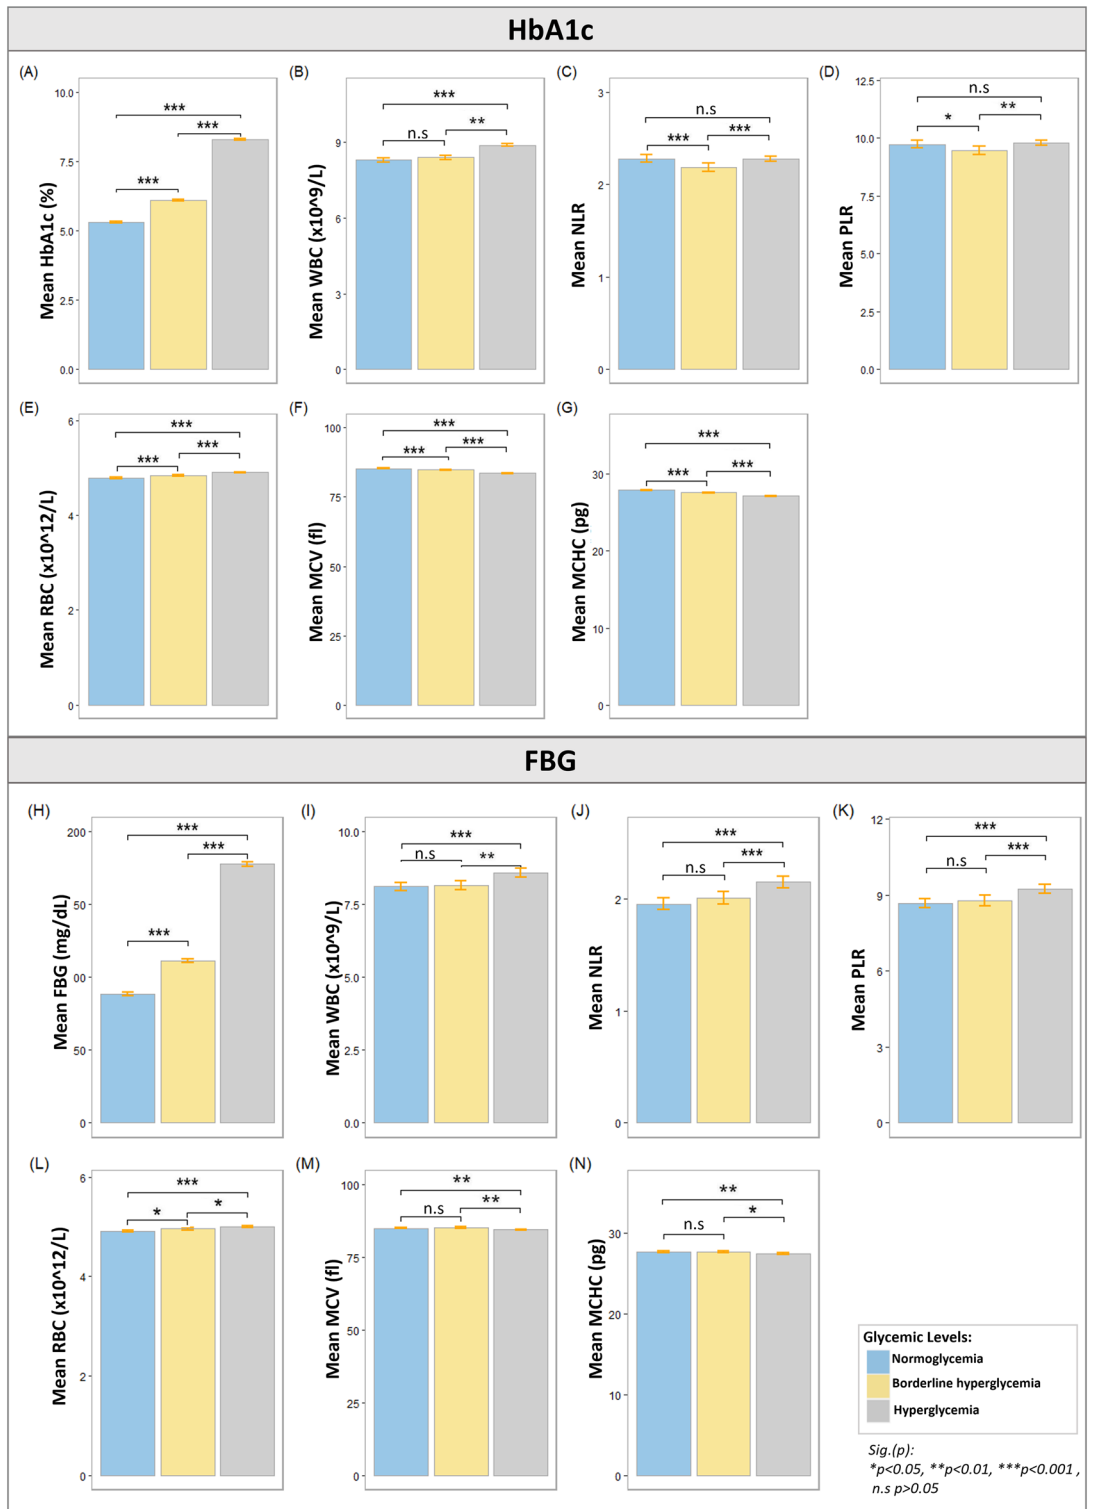 HbA1c
(A)
Mean HbA1c (%)
10.0
7.5
5.0
2.5
0.0
***
***
***
(B)
Mean WBC (x10^9/L)
9
6
3
0
***
n.s
**
(C)
Mean NLR
3
2
1
0
n.s
***
***
(D)
Mean PLR
12.5
10.0
7.5
5.0
2.5
0.0
n.s
*
**
(E)
Mean RBC (x10^12/L)
6
4
2
0
***
***
***
(F)
Mean MCV (fl)
100
75
50
25
0
***
***
***
(G)
Mean MCHC (pg)
30
20
10
0
***
***
***
FBG
(H)
Mean FBG (mg/dL)
200
50
00
50
0
***
***
***
(I)
Mean WBC (x10^9/L)
10.0
7.5
5.0
2.5
0.0
***
n.s
**
(J)
Mean NLR
2
1
0
***
n.s
***
(K)
Mean PLR
12
9
6
3
0
***
n.s
***
(L)
Mean RBC (x10^12/L)
6
4
2
0
***
*
*
(M)
Mean MCV (fl)
100
75
50
25
0
**
n.s
**
(N)
Mean MCHC (pg)
30
20
10
0
**
n.s
*
Glycemic Levels:
Normoglycemia
Borderline hyperglycemia
Hyperglycemia
Sig.(p):
*p<0.05, **p<0.01, ***p<0.001 ,
n.s p>0.05